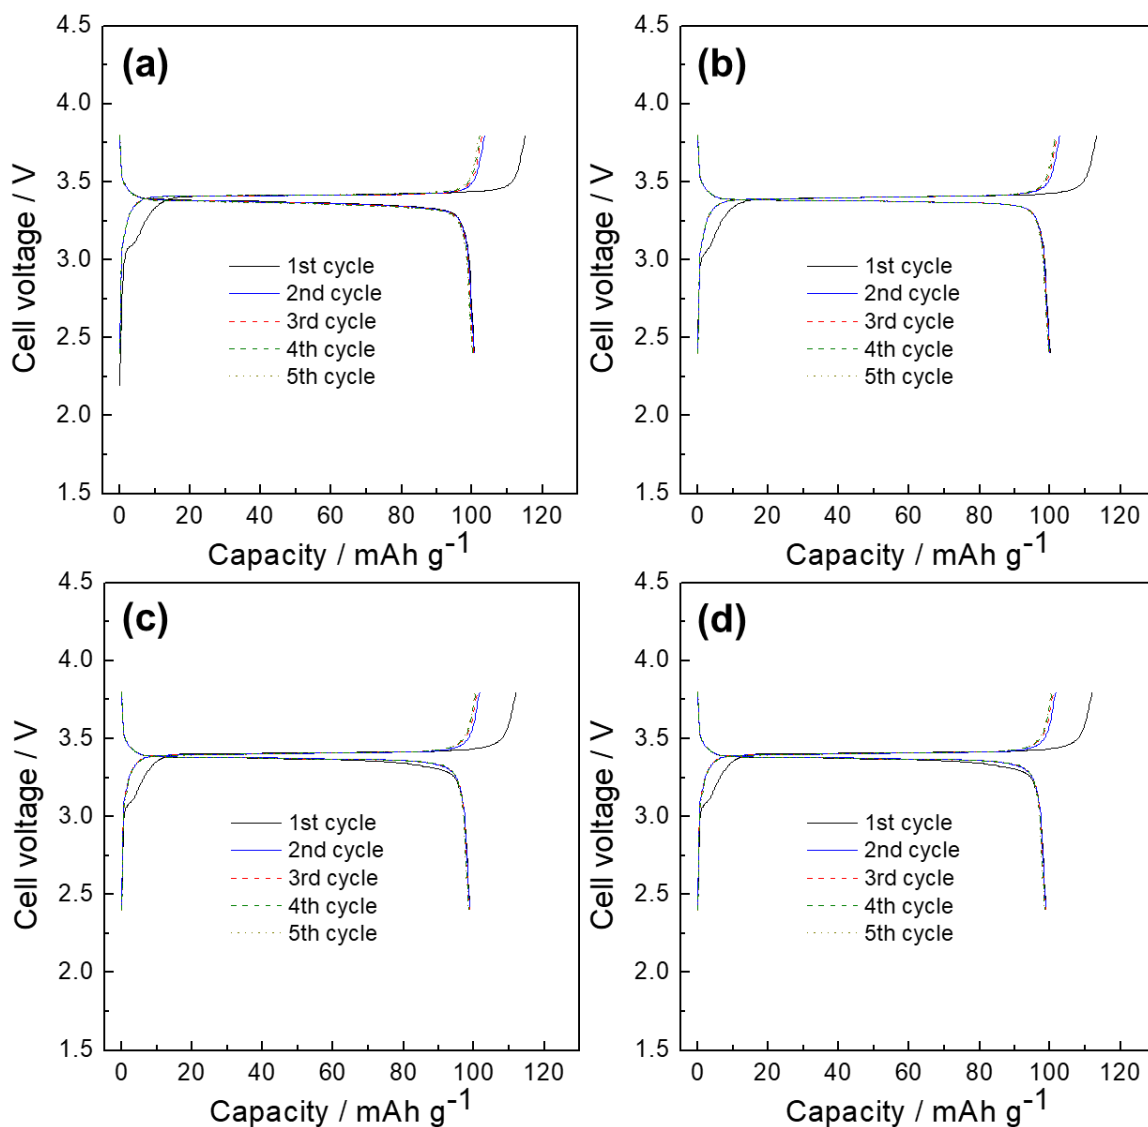 (a)
4.5
4.0
3.5
3.0
2.5
2.0
1.5
Cell voltage / V
1st cycle
2nd cycle
3rd cycle
4th cycle
5th cycle
0 20 40 60 80 100 120
Capacity / mAh g⁻¹
(b)
4.5
4.0
3.5
3.0
2.5
2.0
1.5
Cell voltage / V
1st cycle
2nd cycle
3rd cycle
4th cycle
5th cycle
0 20 40 60 80 100 120
Capacity / mAh g⁻¹
(c)
4.5
4.0
3.5
3.0
2.5
2.0
1.5
Cell voltage / V
1st cycle
2nd cycle
3rd cycle
4th cycle
5th cycle
0 20 40 60 80 100 120
Capacity / mAh g⁻¹
(d)
4.5
4.0
3.5
3.0
2.5
2.0
1.5
Cell voltage / V
1st cycle
2nd cycle
3rd cycle
4th cycle
5th cycle
0 20 40 60 80 100 120
Capacity / mAh g⁻¹